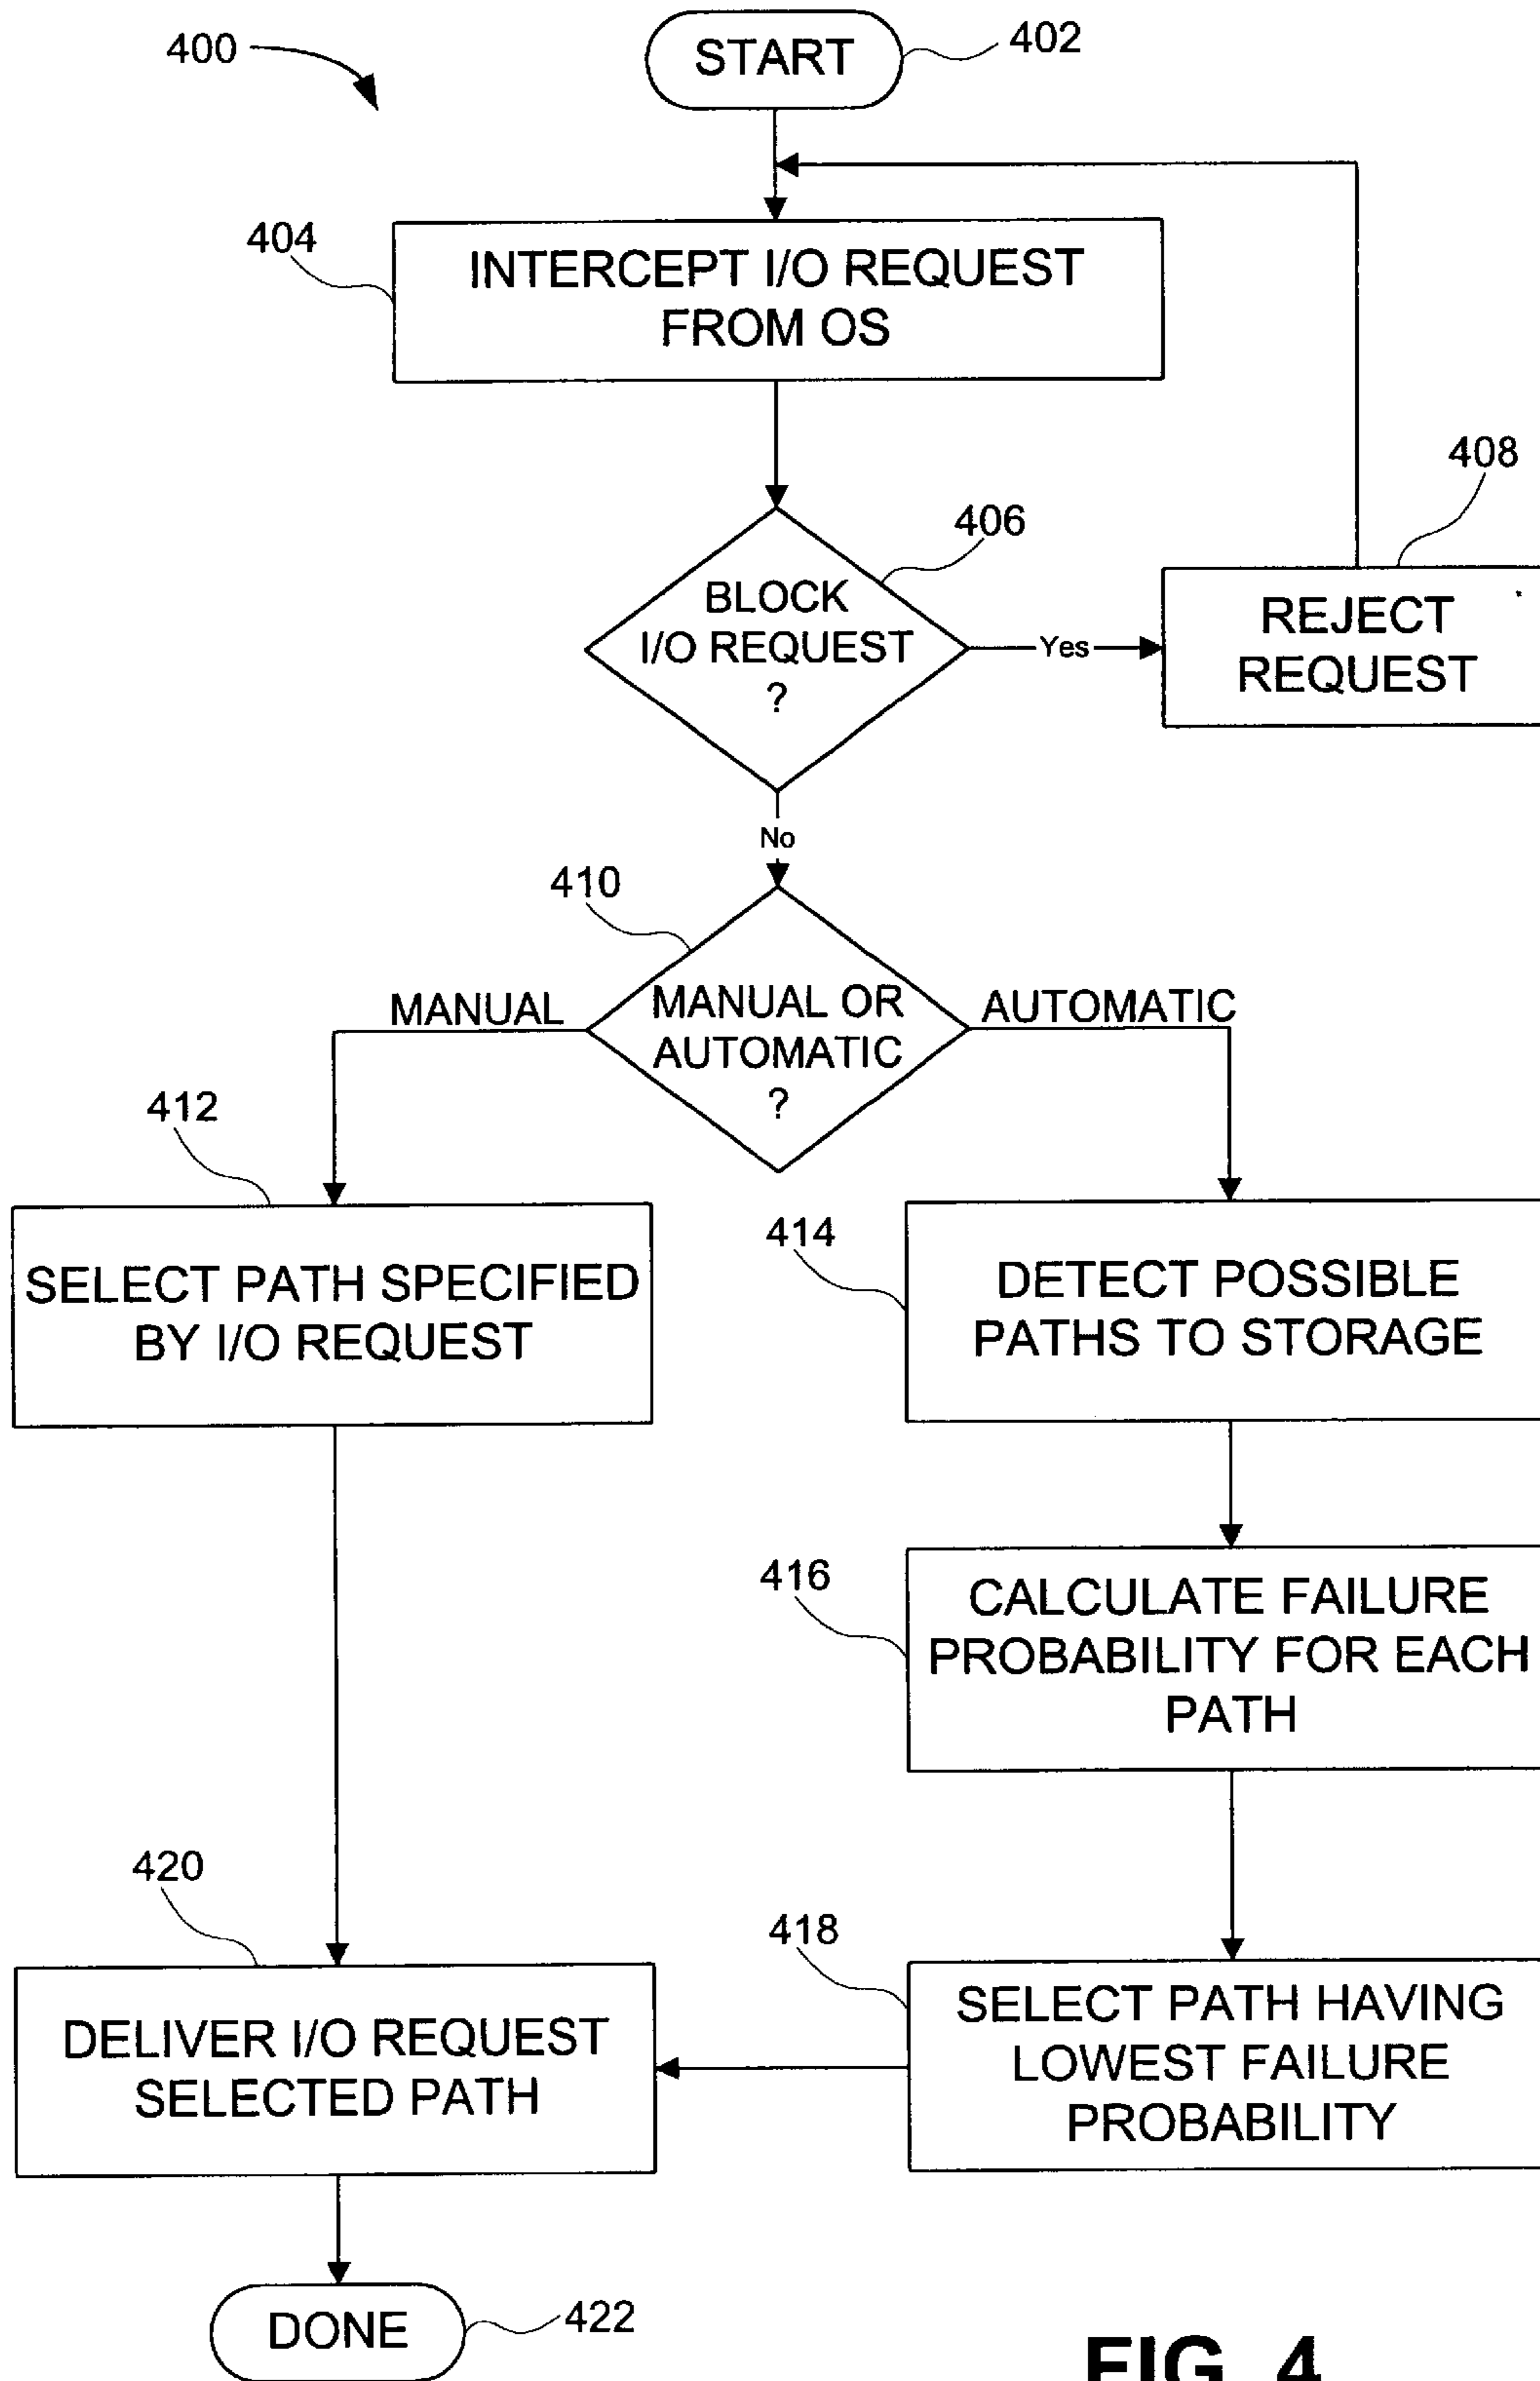 400
START
402
404
INTERCEPT I/O REQUEST
FROM OS
408
406
BLOCK
I/O REQUEST
?
Yes
REJECT
REQUEST
No
410
MANUAL
MANUAL OR
AUTOMATIC
?
AUTOMATIC
412
SELECT PATH SPECIFIED
BY I/O REQUEST
414
DETECT POSSIBLE
PATHS TO STORAGE
416
CALCULATE FAILURE
PROBABILITY FOR EACH
PATH
420
418
DELIVER I/O REQUEST
SELECTED PATH
SELECT PATH HAVING
LOWEST FAILURE
PROBABILITY
DONE
422
FIG. 4